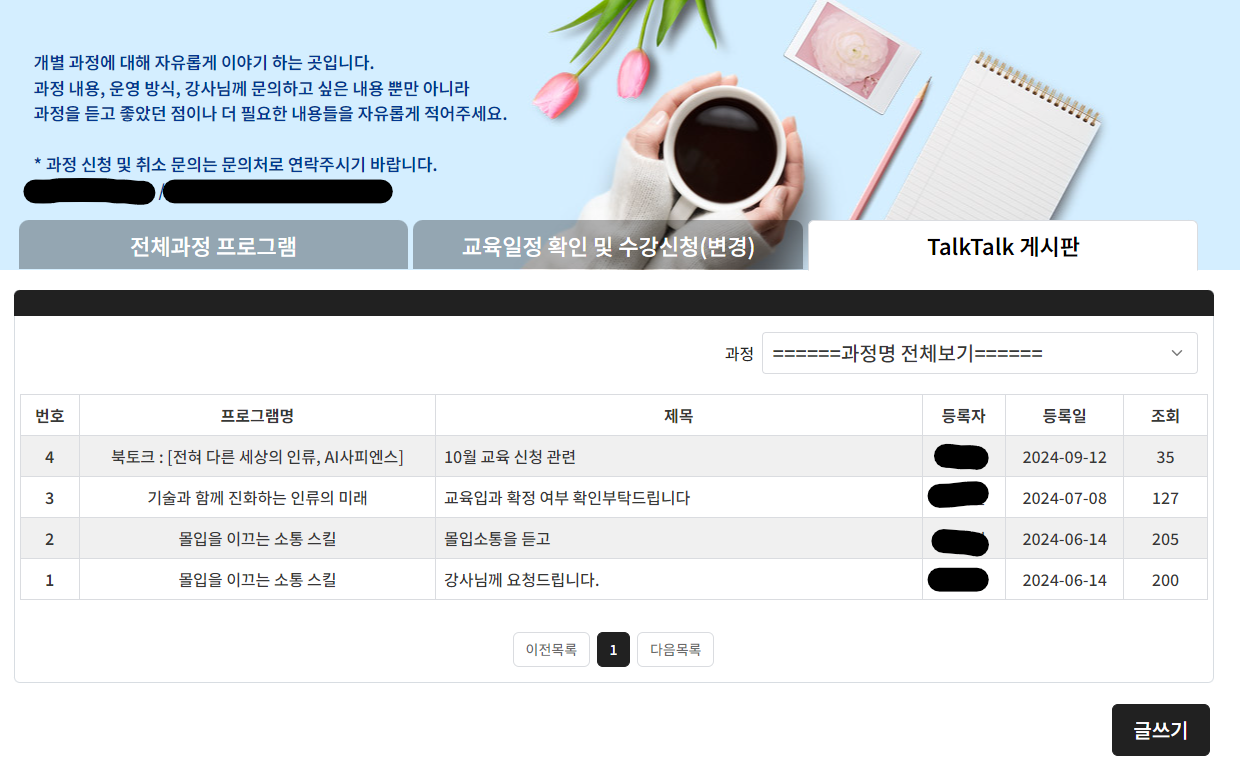 개별 과정에 대해 자유롭게 이야기 하는 곳입니다.
과정 내용, 운영 방식, 강사님께 문의하고 싶은 내용 뿐만 아니라
과정을 듣고 좋았던 점이나 더 필요한 내용들을 자유롭게 적어주세요.
* 과정 신청 및 취소 문의는 문의처로 연락주시기 바랍니다.
/
전체과정 프로그램 교육일정 확인 및 수강신청(변경) TalkTalk 게시판
과정 ======과정명 전체보기======
번호 프로그램명 제목 등록자 등록일 조회
4 북토크 : [전혀 다른 세상의 인류, AI사피엔스] 10월 교육 신청 관련 2024-09-12 35
3 기술과 함께 진화하는 인류의 미래 교육입과 확정 여부 확인부탁드립니다 2024-07-08 127
2 몰입을 이끄는 소통 스킬 몰입소통을 듣고 2024-06-14 205
1 몰입을 이끄는 소통 스킬 강사님께 요청드립니다. 2024-06-14 200
이전목록 1 다음목록
글쓰기